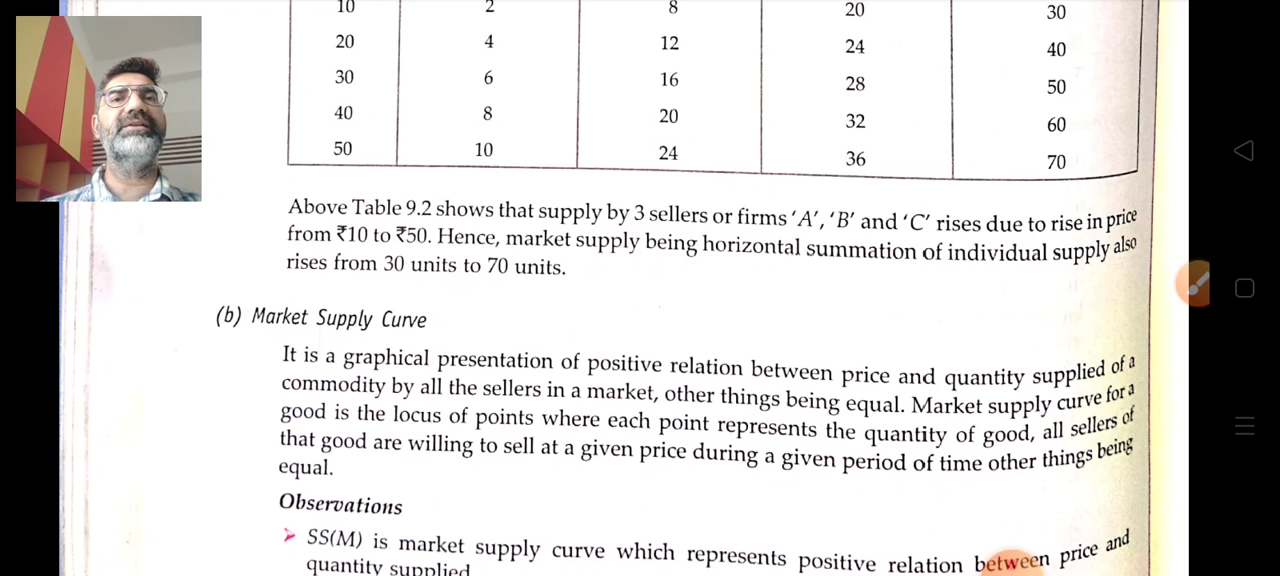 10 2 8 20 30
20 4 12 24 40
30 6 16 28 50
40 8 20 32 60
50 10 24 36 70
Above Table 9.2 shows that supply by 3 sellers or firms 'A', 'B' and 'C' rises due to rise in price
from ₹10 to ₹50. Hence, market supply being horizontal summation of individual supply also
rises from 30 units to 70 units.
(b) Market Supply Curve
It is a graphical presentation of positive relation between price and quantity supplied of a
commodity by all the sellers in a market, other things being equal. Market supply curve for a
good is the locus of points where each point represents the quantity of good, all sellers of
that good are willing to sell at a given price during a given period of time other things being
equal.
Observations
➢ SS(M) is market supply curve which represents positive relation between price and
quantity supplied